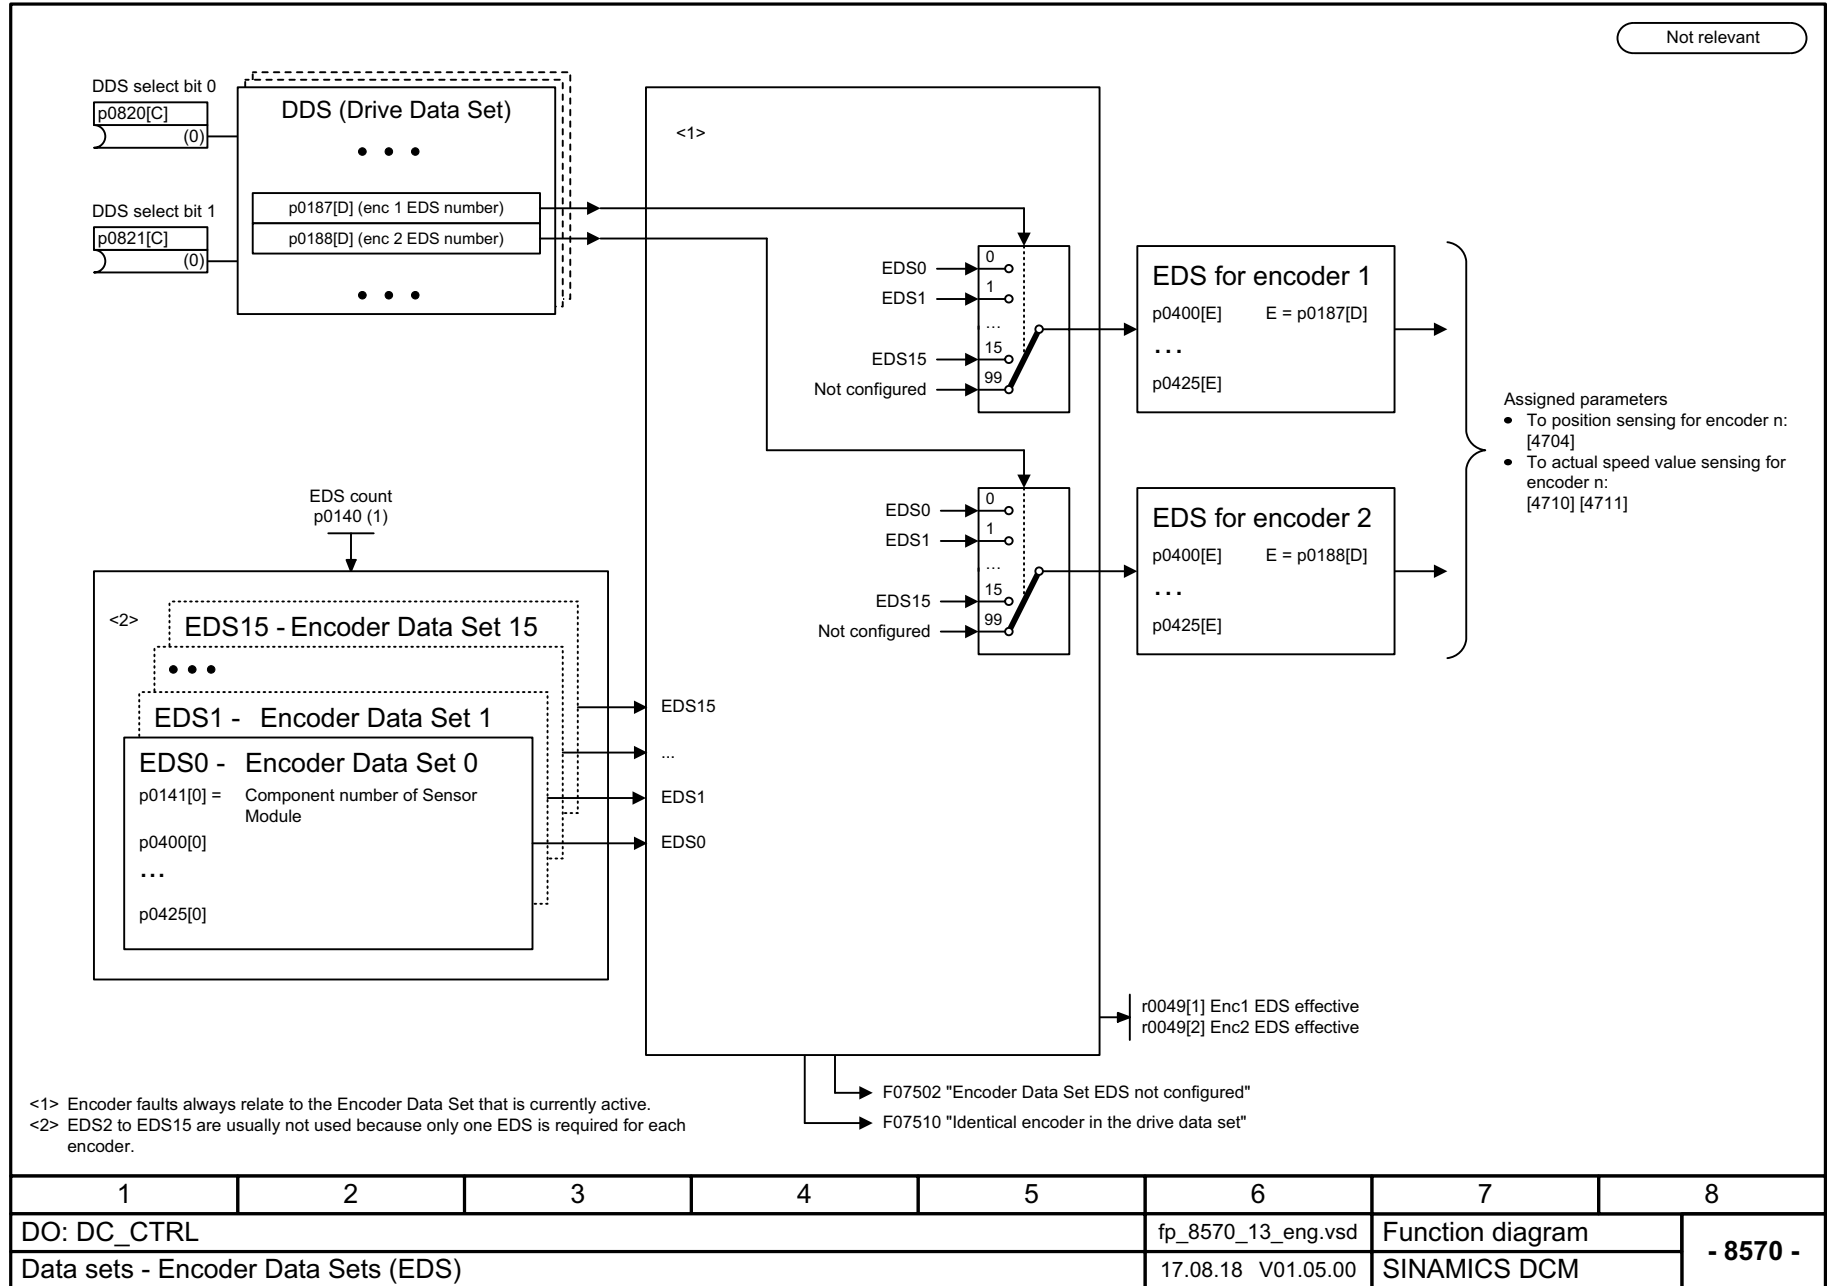 Not relevant
DDS select bit 0
p0820[C]
(0)
DDS (Drive Data Set)
<1>
DDS select bit 1
p0821[C]
(0)
p0187[D] (enc 1 EDS number)
p0188[D] (enc 2 EDS number)
EDS0
0
EDS1
1
...
EDS15
15
Not configured
99
EDS for encoder 1
p0400[E] E = p0187[D]
...
p0425[E]
Assigned parameters
• To position sensing for encoder n:
[4704]
• To actual speed value sensing for
encoder n:
[4710] [4711]
EDS count
p0140 (1)
EDS0
0
EDS1
1
...
EDS15
15
Not configured
99
EDS for encoder 2
p0400[E] E = p0188[D]
...
p0425[E]
<2>
EDS15 - Encoder Data Set 15
EDS1 - Encoder Data Set 1
EDS0 - Encoder Data Set 0
p0141[0] = Component number of Sensor
Module
p0400[0]
...
p0425[0]
EDS15
...
EDS1
EDS0
r0049[1] Enc1 EDS effective
r0049[2] Enc2 EDS effective
F07502 "Encoder Data Set EDS not configured"
F07510 "Identical encoder in the drive data set"
<1> Encoder faults always relate to the Encoder Data Set that is currently active.
<2> EDS2 to EDS15 are usually not used because only one EDS is required for each
encoder.
1 2 3 4 5 6 7 8
DO: DC_CTRL
fp_8570_13_eng.vsd
Function diagram
- 8570 -
Data sets - Encoder Data Sets (EDS)
17.08.18 V01.05.00
SINAMICS DCM